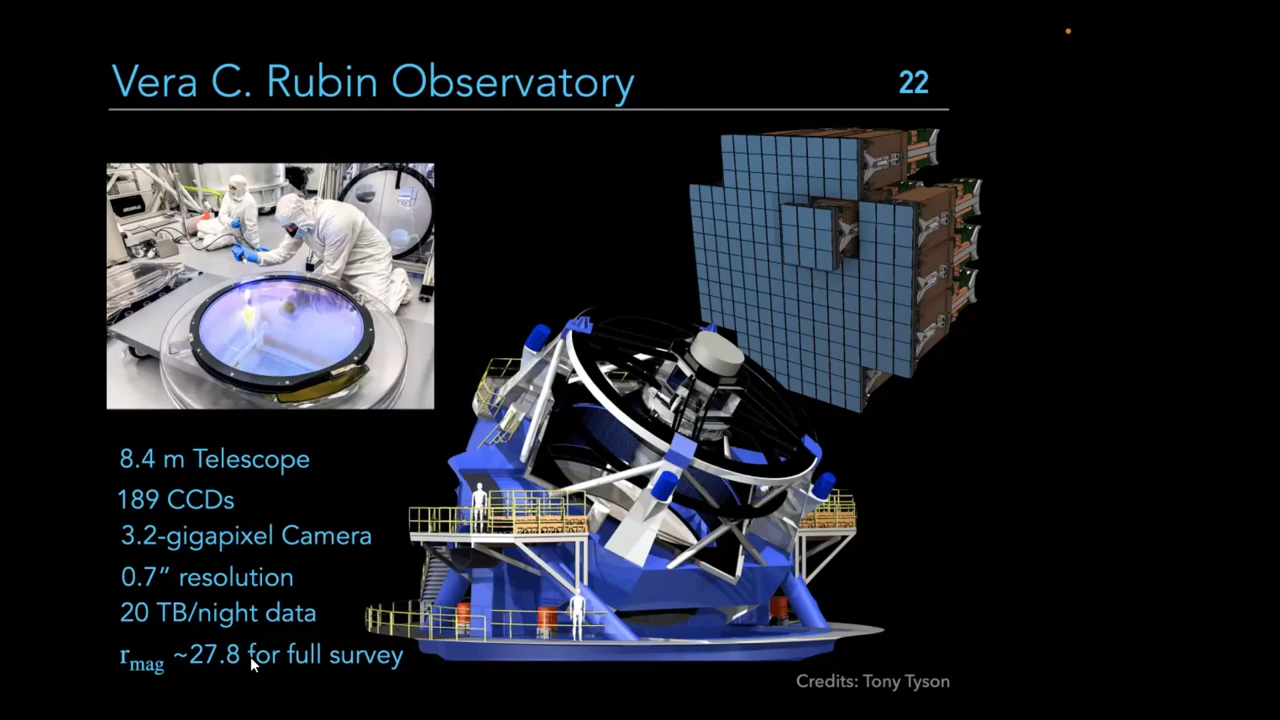 Vera C. Rubin Observatory
22
8.4 m Telescope
189 CCDs
3.2-gigapixel Camera
0.7” resolution
20 TB/night data
rmag ~27.8 for full survey
Credits: Tony Tyson